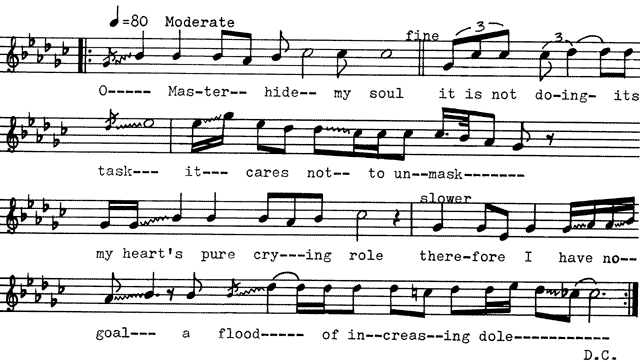 ♩=80 Moderate
fine
3 3
O----- Mas-ter-- hide-- my soul it is not do-ing- its
task--- it--- cares not-- to un--mask-------
slower
my heart's pure cry---ing role there-fore I have no--
goal--- a flood----- of in--creas--ing dole-----------
D.C.